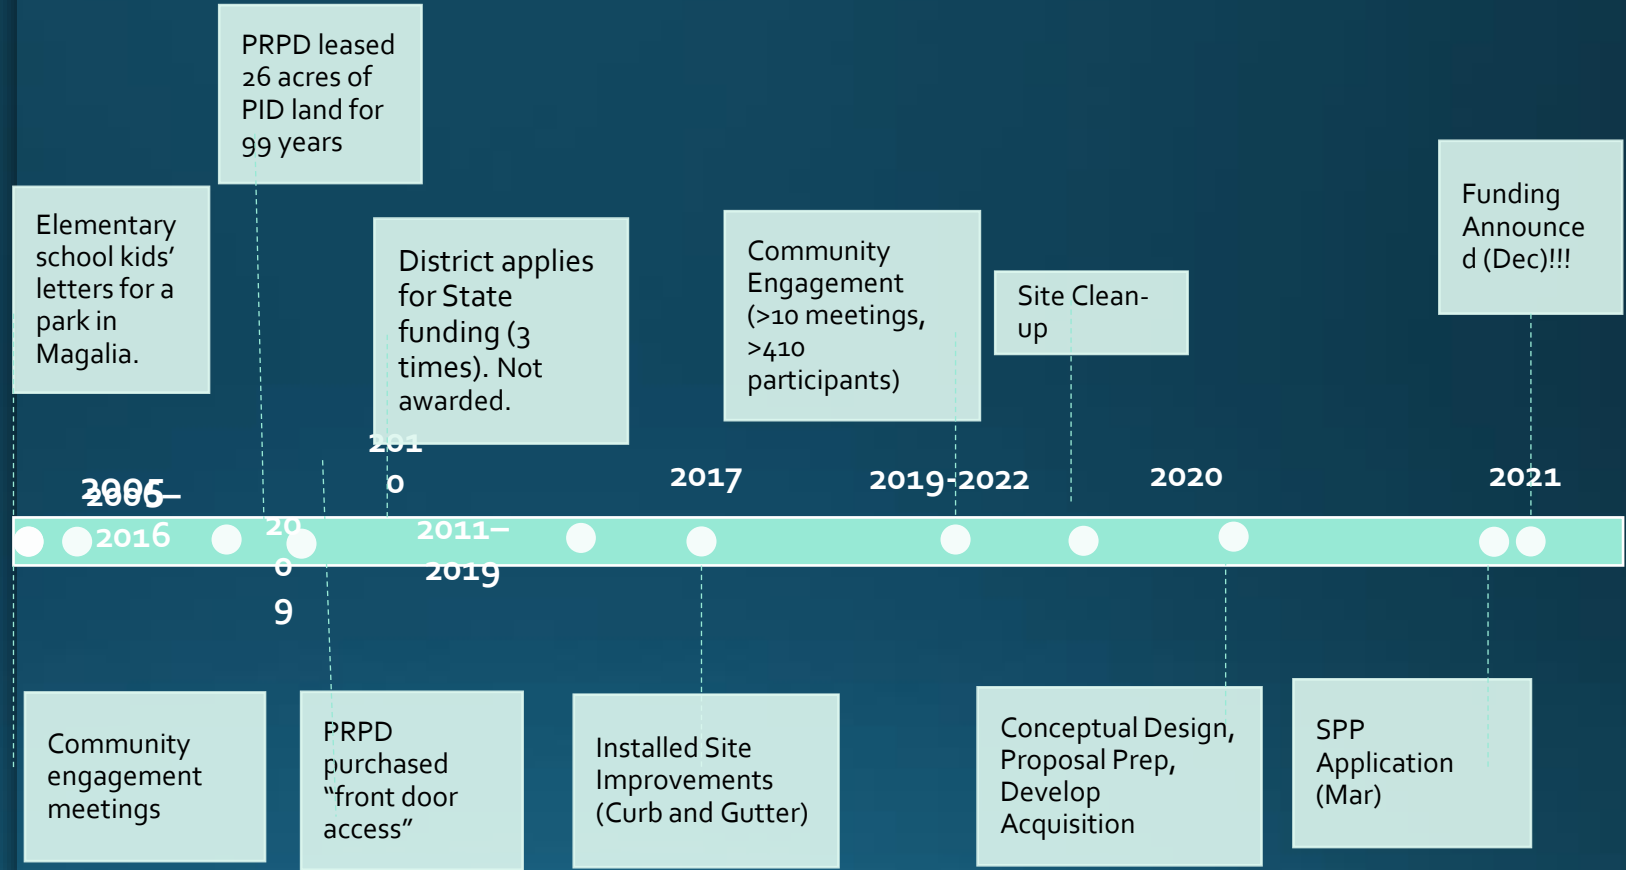 PRPD leased
26 acres of
PID land for
99 years
Elementary
school kids’
letters for a
park in
Magalia.
District applies
for State
funding (3
times). Not
awarded.
Community
Engagement
(>10 meetings,
>410
participants)
Site Clean-
up
Funding
Announce
d (Dec)!!!
2005
2006–
2016
20
0
9
201
0
2011–
2019
2017
2019-2022
2020
2021
Community
engagement
meetings
PRPD
purchased
“front door
access”
Installed Site
Improvements
(Curb and Gutter)
Conceptual Design,
Proposal Prep,
Develop
Acquisition
SPP
Application
(Mar)